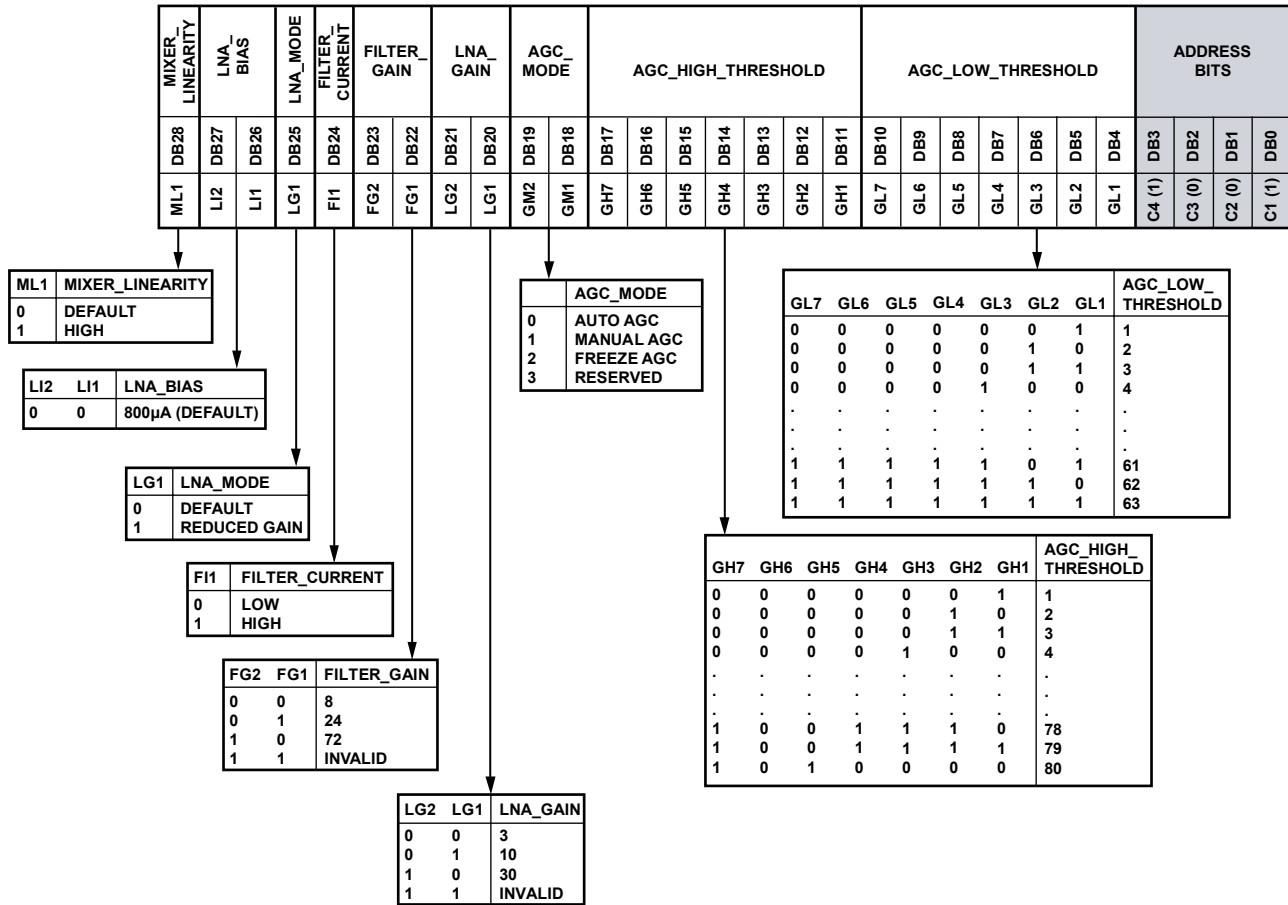 MIXER_
LINEARITY
LNA_
BIAS
LNA_MODE
FILTER_
CURRENT
FILTER_
GAIN
LNA_
GAIN
AGC_
MODE
AGC_HIGH_THRESHOLD
AGC_LOW_THRESHOLD
ADDRESS
BITS
DB28 DB27 DB26 DB25 DB24 DB23 DB22 DB21 DB20 DB19 DB18 DB17 DB16 DB15 DB14 DB13 DB12 DB11 DB10 DB9 DB8 DB7 DB6 DB5 DB4 DB3 DB2 DB1 DB0
ML1 LI2 LI1 LG1 FI1 FG2 FG1 LG2 LG1 GM2 GM1 GH7 GH6 GH5 GH4 GH3 GH2 GH1 GL7 GL6 GL5 GL4 GL3 GL2 GL1 C4 (1) C3 (0) C2 (0) C1 (1)
ML1 MIXER_LINEARITY
0 DEFAULT
1 HIGH
LI2 LI1 LNA_BIAS
0 0 800µA (DEFAULT)
LG1 LNA_MODE
0 DEFAULT
1 REDUCED GAIN
FI1 FILTER_CURRENT
0 LOW
1 HIGH
FG2 FG1 FILTER_GAIN
0 0 8
0 1 24
1 0 72
1 1 INVALID
LG2 LG1 LNA_GAIN
0 0 3
0 1 10
1 0 30
1 1 INVALID
AGC_MODE
0 AUTO AGC
1 MANUAL AGC
2 FREEZE AGC
3 RESERVED
GL7 GL6 GL5 GL4 GL3 GL2 GL1 AGC_LOW_
THRESHOLD
0 0 0 0 0 0 1 1
0 0 0 0 0 1 0 2
0 0 0 0 0 1 1 3
0 0 0 0 1 0 0 4
. . . . . . . .
. . . . . . . .
. . . . . . . .
1 1 1 1 1 0 1 61
1 1 1 1 1 1 0 62
1 1 1 1 1 1 1 63
GH7 GH6 GH5 GH4 GH3 GH2 GH1 AGC_HIGH_
THRESHOLD
0 0 0 0 0 0 1 1
0 0 0 0 0 1 0 2
0 0 0 0 0 1 1 3
0 0 0 0 1 0 0 4
. . . . . . . .
. . . . . . . .
. . . . . . . .
1 0 0 1 1 1 0 78
1 0 0 1 1 1 1 79
1 0 1 0 0 0 0 80